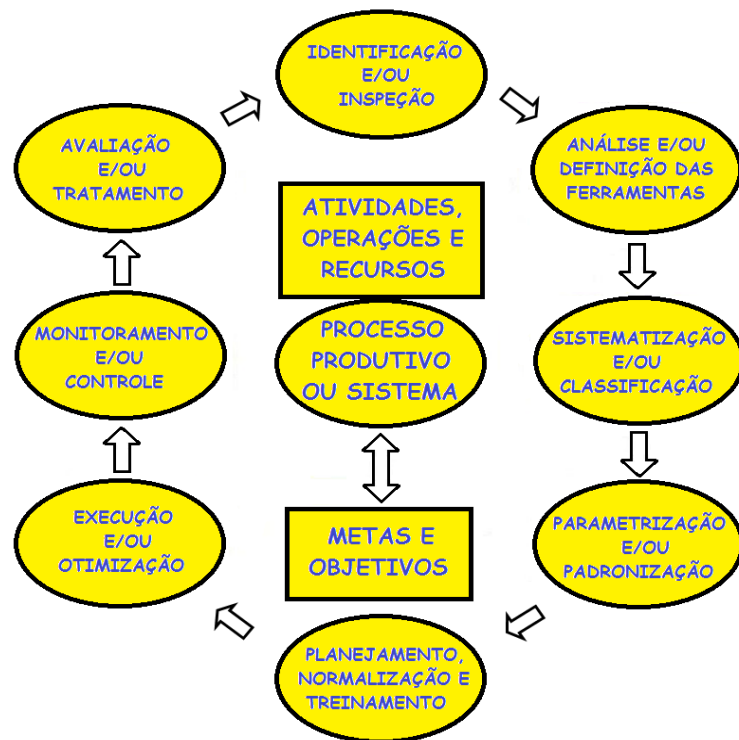 IDENTIFICAÇÃO
E/OU
INSPEÇÃO
ANÁLISE E/OU
DEFINIÇÃO DAS
FERRAMENTAS
SISTEMATIZAÇÃO
E/OU
CLASSIFICAÇÃO
PARAMETRIZAÇÃO
E/OU
PADRONIZAÇÃO
PLANEJAMENTO,
NORMALIZAÇÃO E
TREINAMENTO
EXECUÇÃO
E/OU
OTIMIZAÇÃO
MONITORAMENTO
E/OU
CONTROLE
AVALIAÇÃO
E/OU
TRATAMENTO
ATIVIDADES,
OPERAÇÕES E
RECURSOS
PROCESSO
PRODUTIVO
OU SISTEMA
METAS E
OBJETIVOS